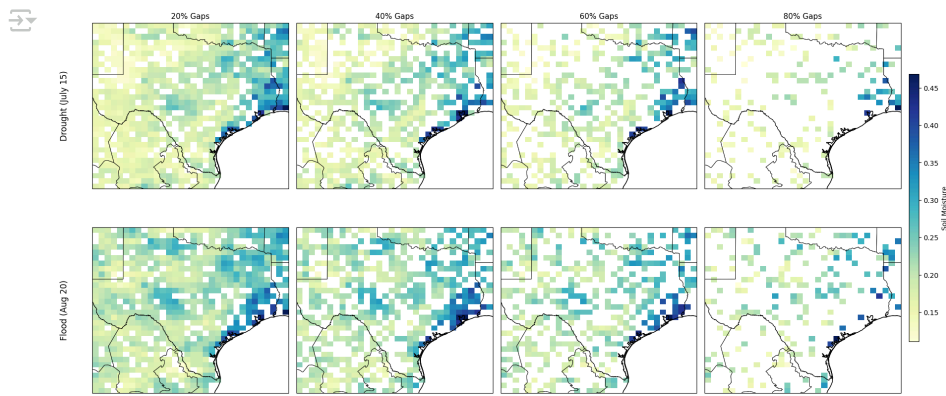 20% Gaps
40% Gaps
60% Gaps
80% Gaps
Drought (July 15)
Flood (Aug 20)
0.45
0.40
0.35
0.30
0.25
0.20
0.15
Soil Moisture